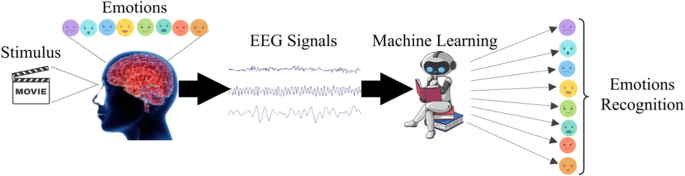 Emotions
Stimulus
MOVIE
EEG Signals
Machine Learning
Emotions
Recognition